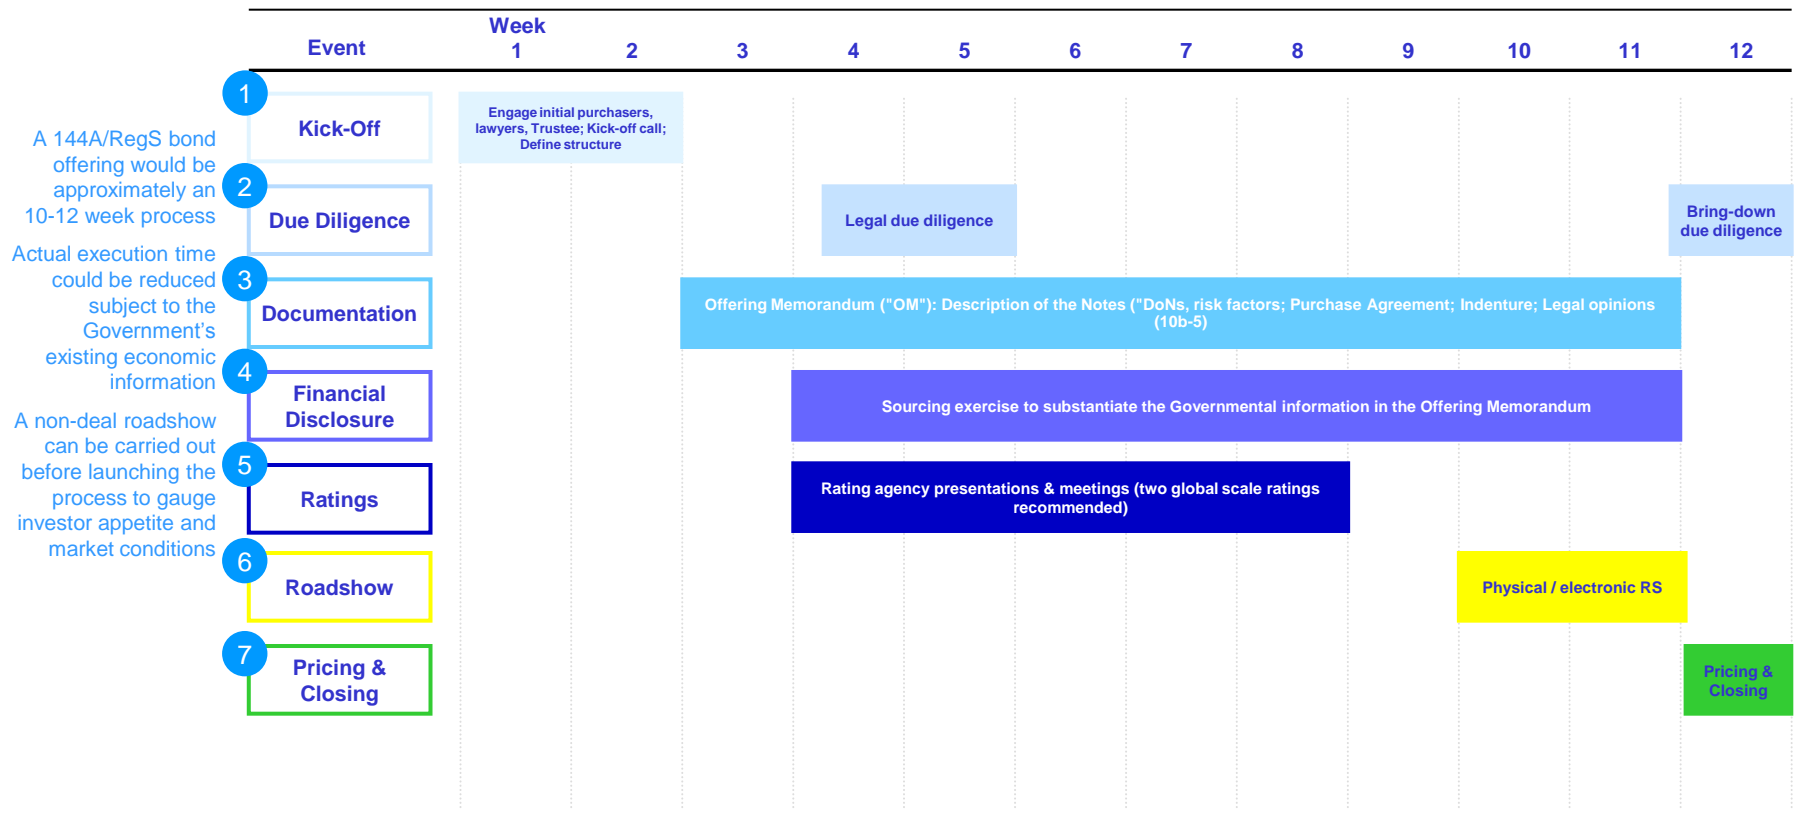 Week
Event 1 2 3 4 5 6 7 8 9 10 11 12
A 144A/RegS bond
offering would be
approximately an
10-12 week process
Actual execution time
could be reduced
subject to the
Government’s
existing economic
information
A non-deal roadshow
can be carried out
before launching the
process to gauge
investor appetite and
market conditions
1
Kick-Off
Engage initial purchasers,
lawyers, Trustee; Kick-off call;
Define structure
2
Due Diligence
Legal due diligence
Bring-down
due diligence
3
Documentation
Offering Memorandum ("OM"): Description of the Notes ("DoNs, risk factors; Purchase Agreement; Indenture; Legal opinions
(10b-5)
4
Financial
Disclosure
Sourcing exercise to substantiate the Governmental information in the Offering Memorandum
5
Ratings
Rating agency presentations & meetings (two global scale ratings
recommended)
6
Roadshow
Physical / electronic RS
7
Pricing &
Closing
Pricing &
Closing